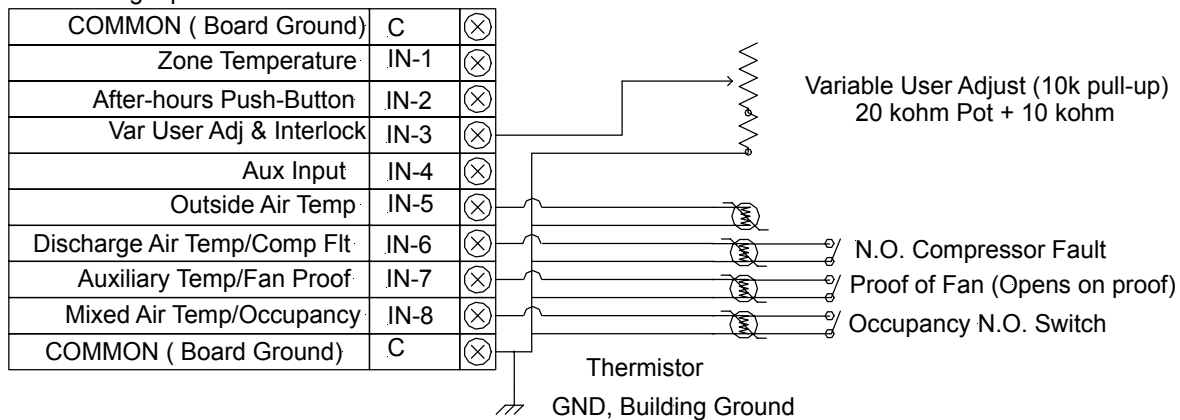 COMMON ( Board Ground) C
Zone Temperature IN-1
After-hours Push-Button IN-2
Var User Adj & Interlock IN-3
Aux Input IN-4
Outside Air Temp IN-5
Discharge Air Temp/Comp Flt IN-6
Auxiliary Temp/Fan Proof IN-7
Mixed Air Temp/Occupancy IN-8
COMMON ( Board Ground) C
Variable User Adjust (10k pull-up)
20 kohm Pot + 10 kohm
N.O. Compressor Fault
Proof of Fan (Opens on proof)
Occupancy N.O. Switch
Thermistor
GND, Building Ground